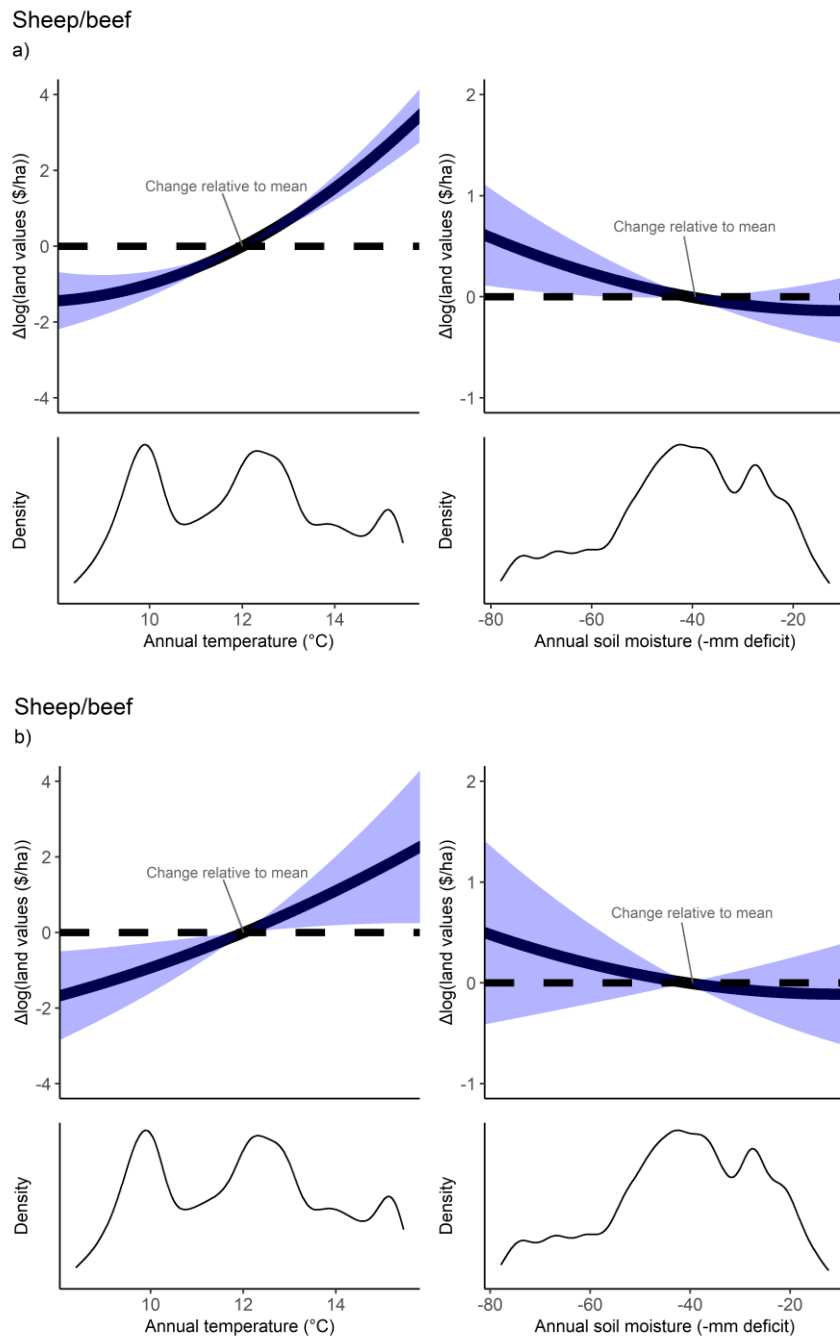 Sheep/beef
a)
Δlog(land values ($/ha))
4
2
0
-2
-4
Change relative to mean
Δlog(land values ($/ha))
2
1
0
-1
Change relative to mean
Density
10 12 14
Annual temperature (°C)
Density
-80 -60 -40 -20
Annual soil moisture (-mm deficit)
Sheep/beef
b)
Δlog(land values ($/ha))
4
2
0
-2
-4
Change relative to mean
Δlog(land values ($/ha))
2
1
0
-1
Change relative to mean
Density
10 12 14
Annual temperature (°C)
Density
-80 -60 -40 -20
Annual soil moisture (-mm deficit)